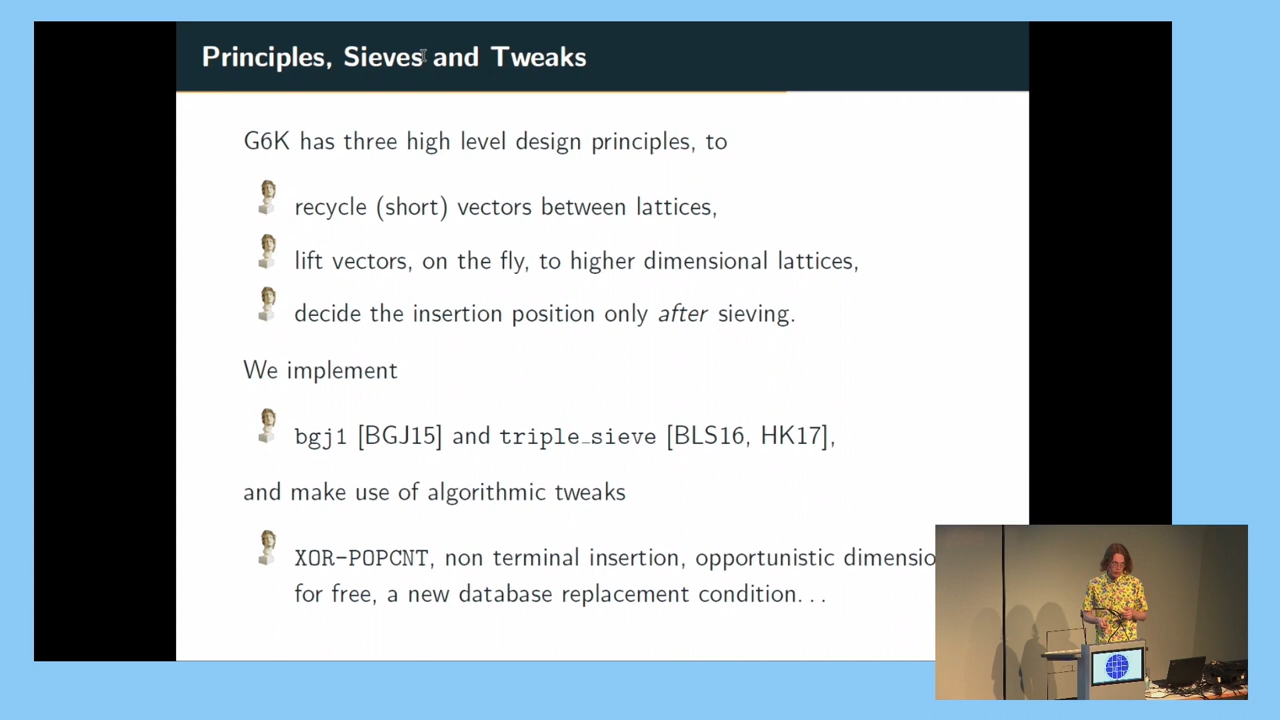 Principles, Sieves and Tweaks
G6K has three high level design principles, to
recycle (short) vectors between lattices,
lift vectors, on the fly, to higher dimensional lattices,
decide the insertion position only after sieving.
We implement
bgj1 [BGJ15] and triple_sieve [BLS16, HK17],
and make use of algorithmic tweaks
XOR-POPCNT, non terminal insertion, opportunistic dimensio
for free, a new database replacement condition...